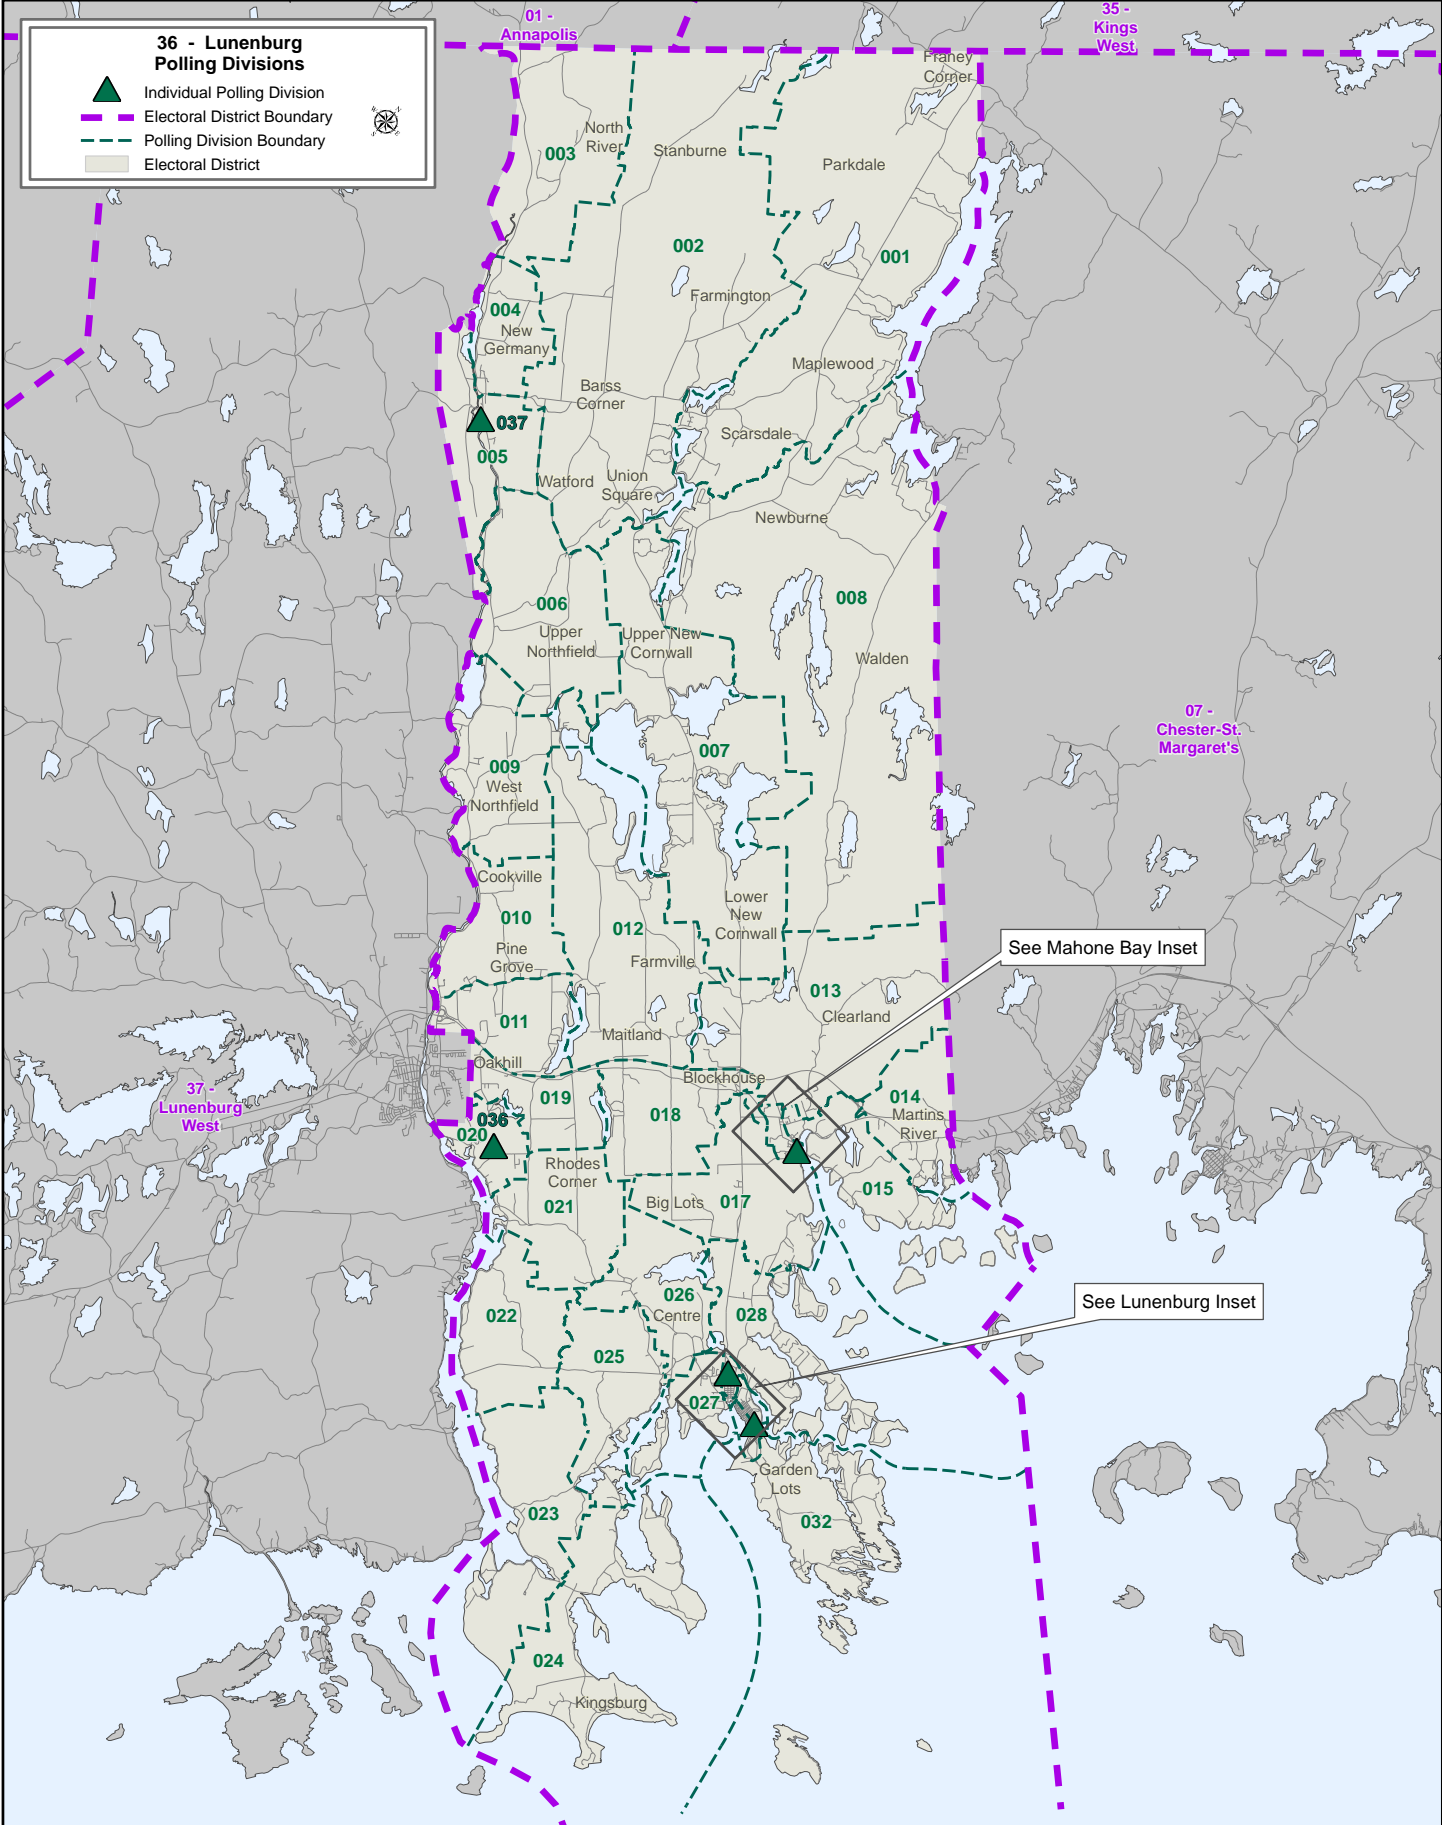 01 -
Annapolis
35 -
Kings
West
36 - Lunenburg
Polling Divisions
Individual Polling Division
Electoral District Boundary
Polling Division Boundary
Electoral District
Franey
Corner
North
River
003
Stanburne
Parkdale
002
001
Farmington
004
New
Germany
Maplewood
Barss
Corner
037
Scarsdale
005
Watford
Union
Square
Newburne
006
008
Upper
Northfield
Upper New
Cornwall
Walden
07 -
Chester-St.
Margaret's
007
009
West
Northfield
Cookville
Lower
New
Cornwall
010
012
See Mahone Bay Inset
Pine
Grove
Farmville
013
Clearland
011
Maitland
Oakhill
Blockhouse
37 -
Lunenburg
West
019
018
014
Martins
River
036
020
Rhodes
Corner
015
021
Big Lots
017
026
Centre
028
See Lunenburg Inset
022
025
027
Garden
Lots
023
032
024
Kingsburg